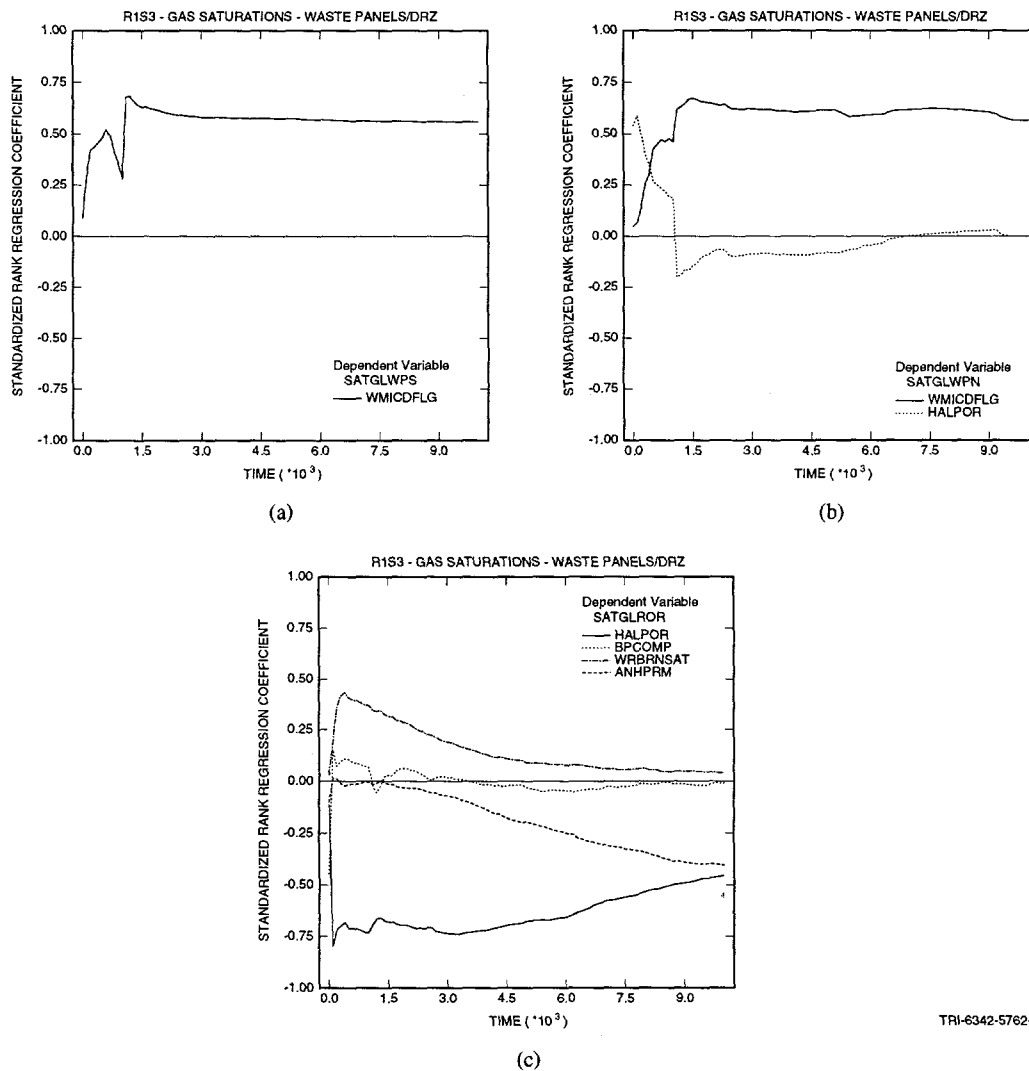 R1S3 - GAS SATURATIONS - WASTE PANELS/DRZ
STANDARDIZED RANK REGRESSION COEFFICIENT
1.00
0.75
0.50
0.25
0.00
-0.25
-0.50
-0.75
-1.00
Dependent Variable
SATGLWPS
WMICDFLG
0.0 1.5 3.0 4.5 6.0 7.5 9.0
TIME ( *10 3 )
(a)
R1S3 - GAS SATURATIONS - WASTE PANELS/DRZ
STANDARDIZED RANK REGRESSION COEFFICIENT
1.00
0.75
0.50
0.25
0.00
-0.25
-0.50
-0.75
-1.00
Dependent Variable
SATGLWPN
WMICDFLG
HALPOR
0.0 1.5 3.0 4.5 6.0 7.5 9.0
TIME ( *10 3 )
(b)
R1S3 - GAS SATURATIONS - WASTE PANELS/DRZ
STANDARDIZED RANK REGRESSION COEFFICIENT
1.00
0.75
0.50
0.25
0.00
-0.25
-0.50
-0.75
-1.00
Dependent Variable
SATGLROR
HALPOR
BPCOMP
WRBRNSAT
ANHPRM
0.0 1.5 3.0 4.5 6.0 7.5 9.0
TIME ( *10 3 )
(c)
TRI-6342-5762-